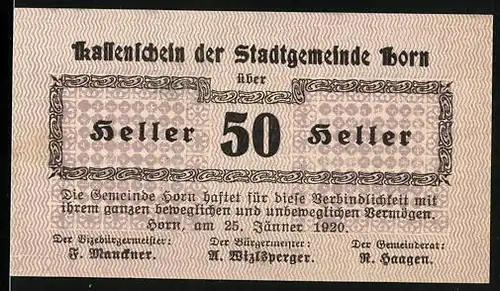 Kassenschein der Stadtgemeinde Horn
über
Heller 50 Heller
Die Gemeinde Horn haftet für diese Verbindlichkeit mit
ihrem ganzen beweglichen und unbeweglichen Vermögen.
Horn, am 25. Jänner 1920.
Der Vizebürgermeister: Der Bürgermeister: Der Gemeinderat:
F. Manckner. A. Wizlsperger. R. Haagen.